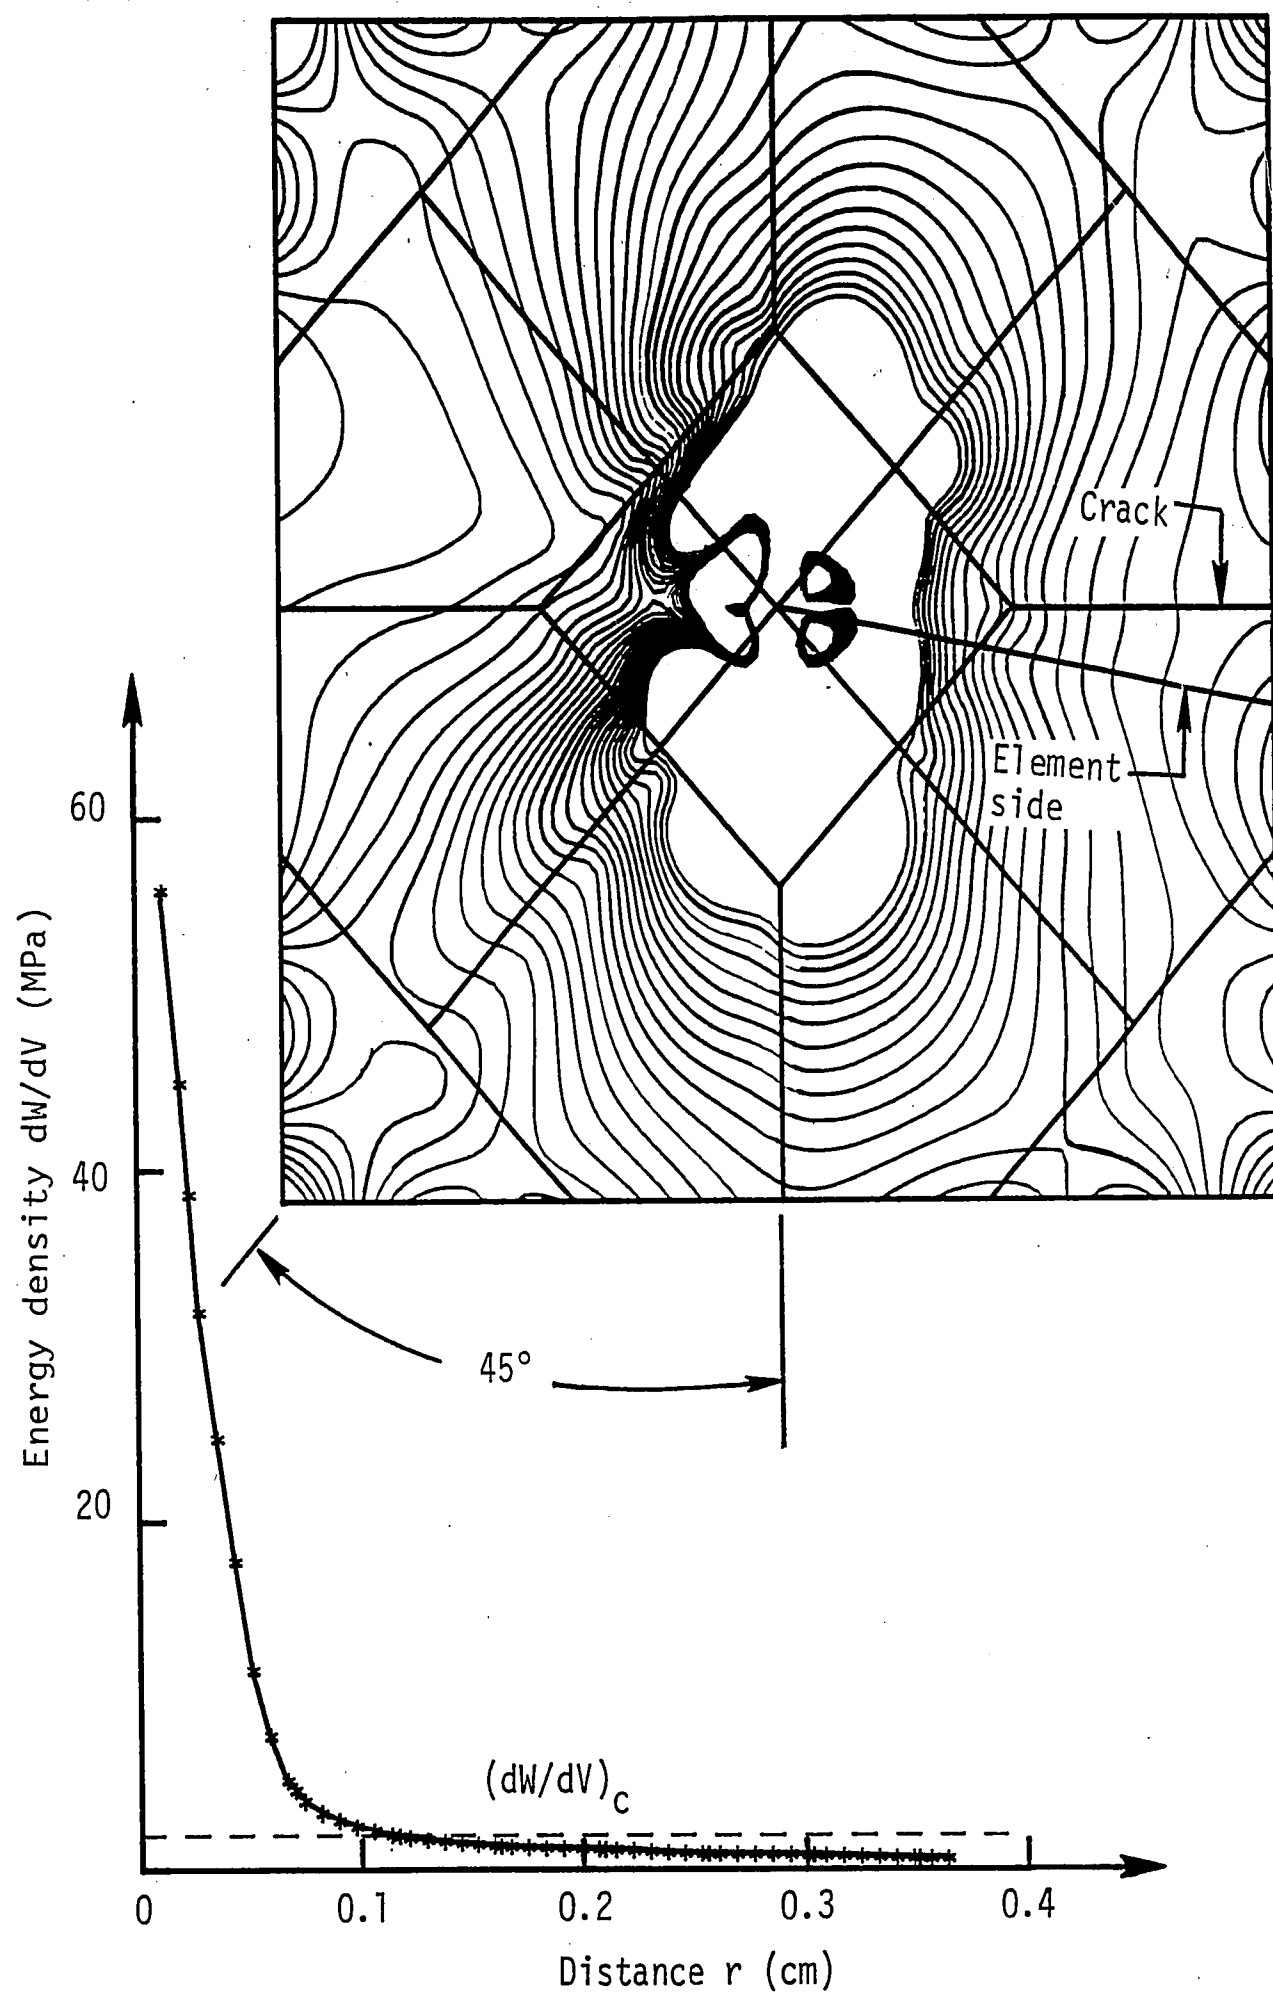 Crack
Element
side
45°
Energy density dW/dV (MPa)
60
40
20
(dW/dV)c
0
0.1
0.2
0.3
0.4
Distance r (cm)